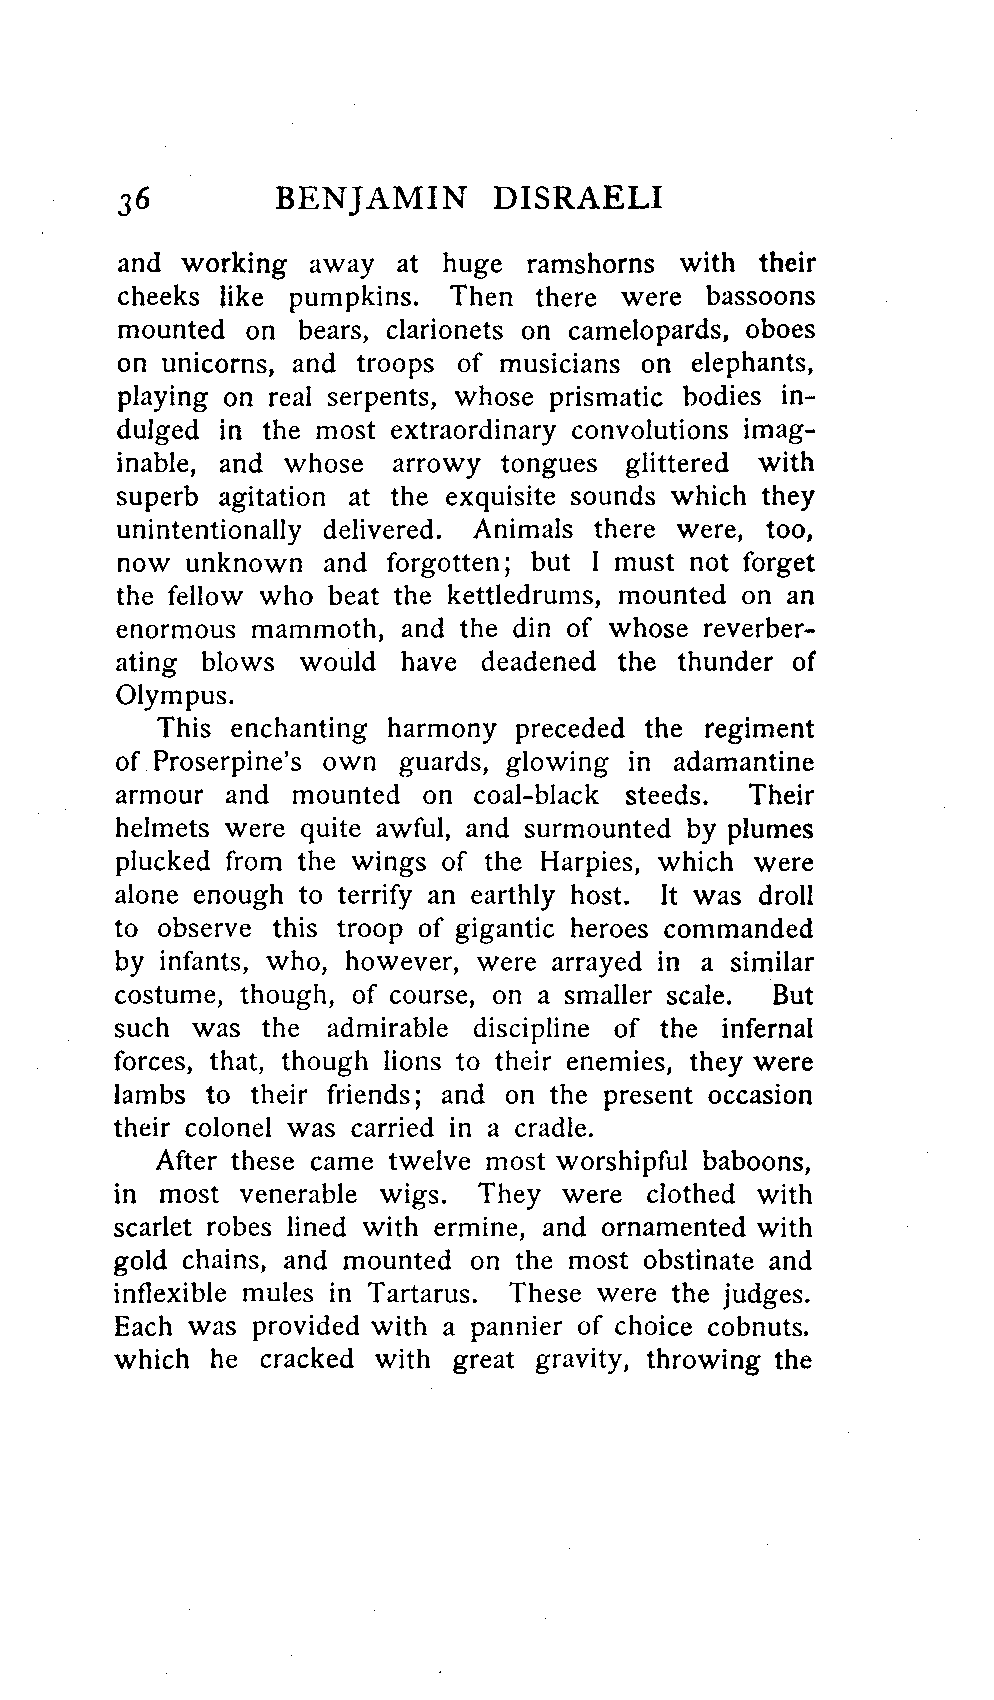 36 BENJAMIN DISRAELI
and working away at huge ramshorns with their
cheeks like pumpkins. Then there were bassoons
mounted on bears, clarionets on camelopards, oboes
on unicorns, and troops of musicians on elephants,
playing on real serpents, whose prismatic bodies in-
dulged in the most extraordinary convolutions imag-
inable, and whose arrowy tongues glittered with
superb agitation at the exquisite sounds which they
unintentionally delivered. Animals there were, too,
now unknown and forgotten; but I must not forget
the fellow who beat the kettledrums, mounted on an
enormous mammoth, and the din of whose reverber-
ating blows would have deadened the thunder of
Olympus.
This enchanting harmony preceded the regiment
of Proserpine's own guards, glowing in adamantine
armour and mounted on coal-black steeds. Their
helmets were quite awful, and surmounted by plumes
plucked from the wings of the Harpies, which were
alone enough to terrify an earthly host. It was droll
to observe this troop of gigantic heroes commanded
by infants, who, however, were arrayed in a similar
costume, though, of course, on a smaller scale. But
such was the admirable discipline of the infernal
forces, that, though lions to their enemies, they were
lambs to their friends; and on the present occasion
their colonel was carried in a cradle.
After these came twelve most worshipful baboons,
in most venerable wigs. They were clothed with
scarlet robes lined with ermine, and ornamented with
gold chains, and mounted on the most obstinate and
inflexible mules in Tartarus. These were the judges.
Each was provided with a pannier of choice cobnuts.
which he cracked with great gravity, throwing the